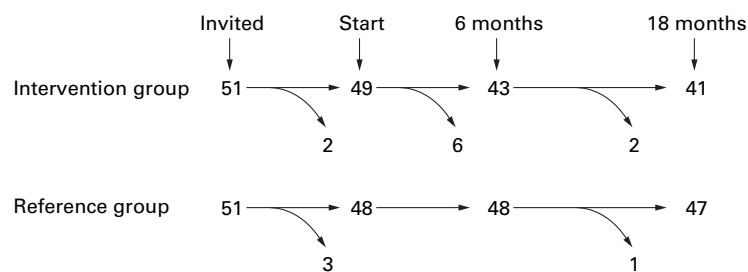 Invited Start 6 months 18 months
Intervention group 51 49 43 41
2 6 2
Reference group 51 48 48 47
3 1